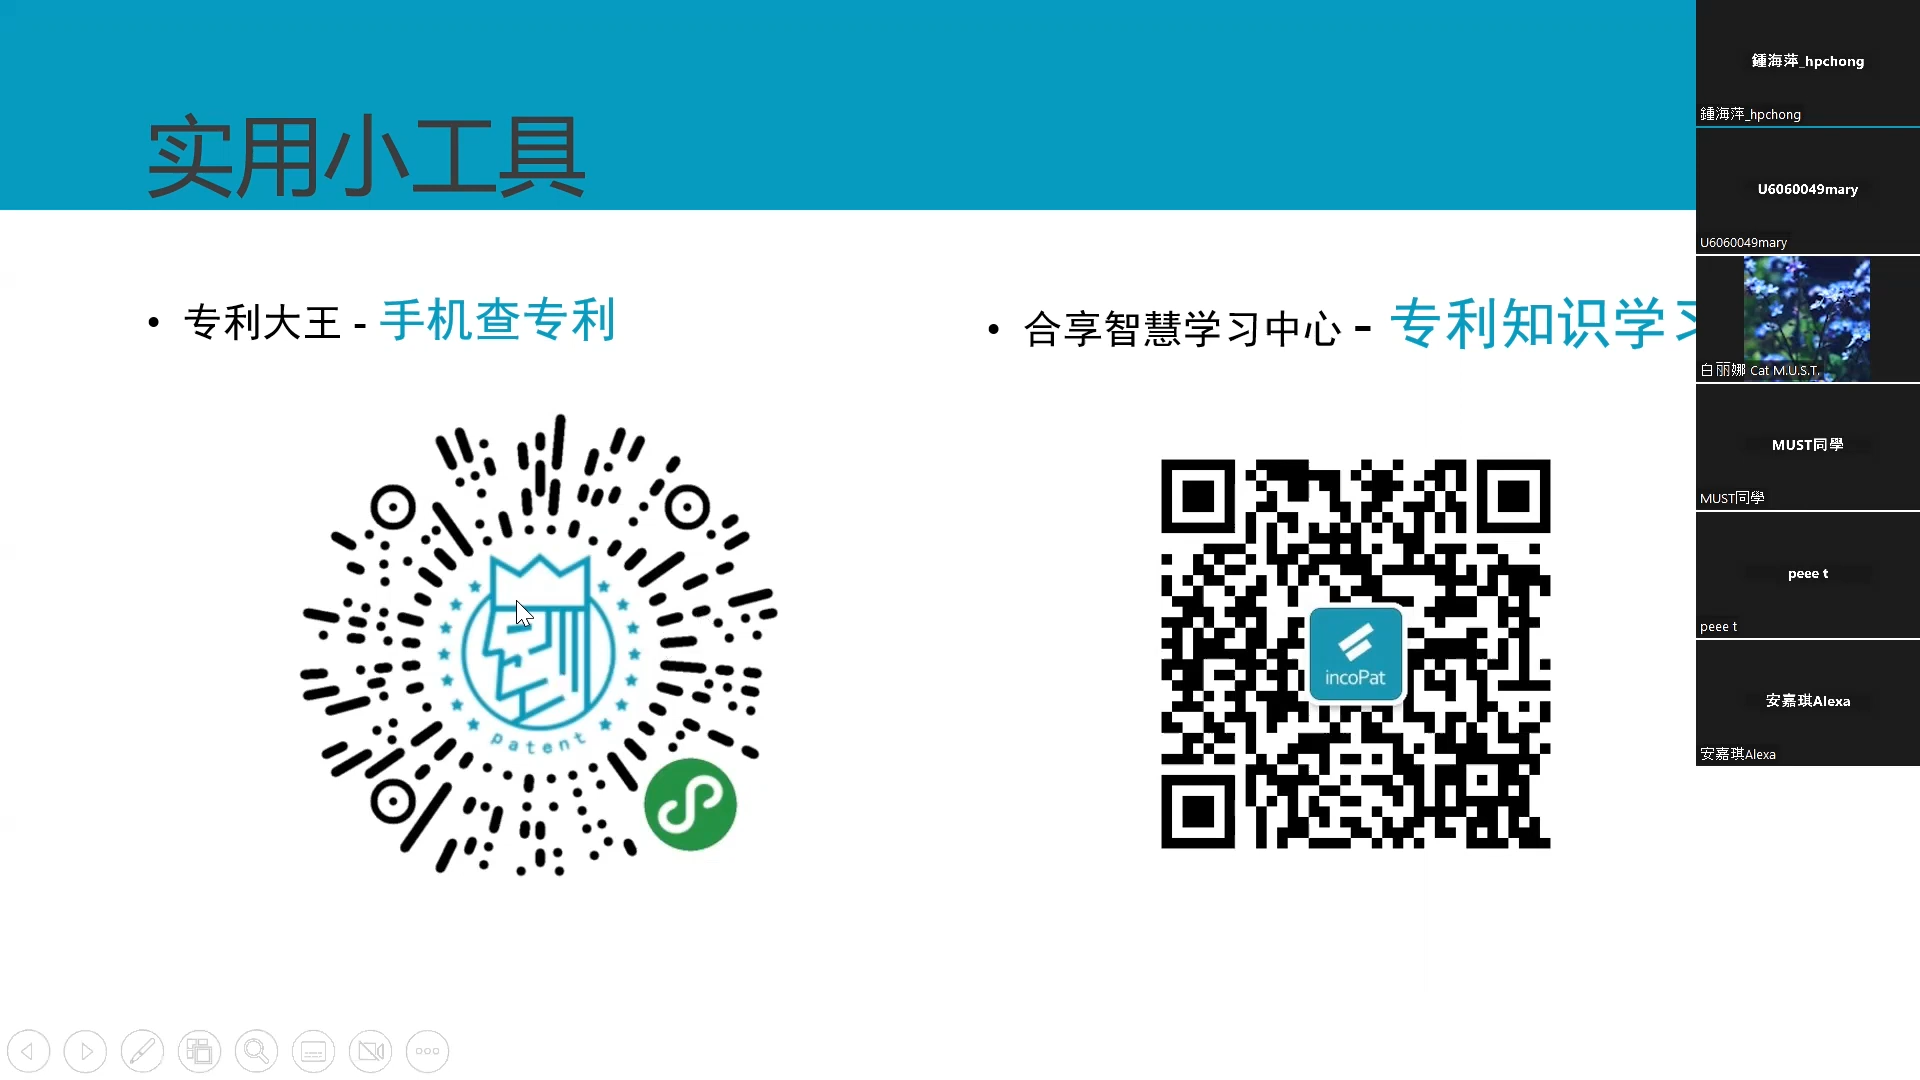 实用小工具
• 专利大王 - 手机查专利
• 合享智慧学习中心 - 专利知识学习
patent
incoPat
鍾海萍_hpchong
鍾海萍_hpchong
U6060049mary
U6060049mary
白丽娜 Cat M.U.S.T.
MUST同學
MUST同學
peee t
peee t
安嘉琪Alexa
安嘉琪Alexa